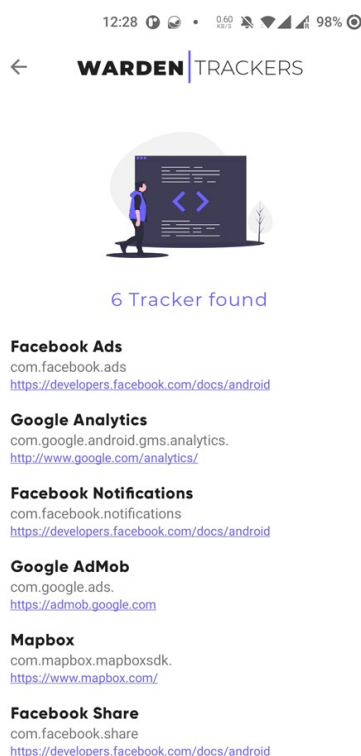 12:28 0.60 KB/S R 98%
WARDEN TRACKERS
6 Tracker found
Facebook Ads
com.facebook.ads
https://developers.facebook.com/docs/android
Google Analytics
com.google.android.gms.analytics.
http://www.google.com/analytics/
Facebook Notifications
com.facebook.notifications
https://developers.facebook.com/docs/android
Google AdMob
com.google.ads.
https://admob.google.com
Mapbox
com.mapbox.mapboxsdk.
https://www.mapbox.com/
Facebook Share
com.facebook.share
https://developers.facebook.com/docs/android